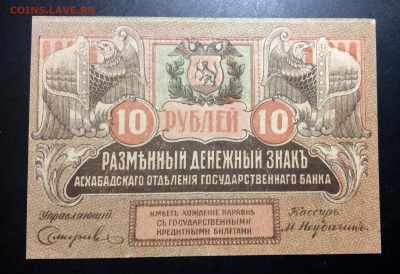 COINS.LAVE.RU
10 РУБЛЕЙ 10
РАЗМѢННЫЙ ДЕНЕЖНЫЙ ЗНАКЪ
АСХАБАДСКАГО ОТДѢЛЕНІЯ ГОСУДАРСТВЕННАГО БАНКА
Управляющій
ИМѢЕТЪ ХОЖДЕНІЕ НАРАВНѢ
СЪ ГОСУДАРСТВЕННЫМИ
КРЕДИТНЫМИ БИЛЕТАМИ
Кассиръ